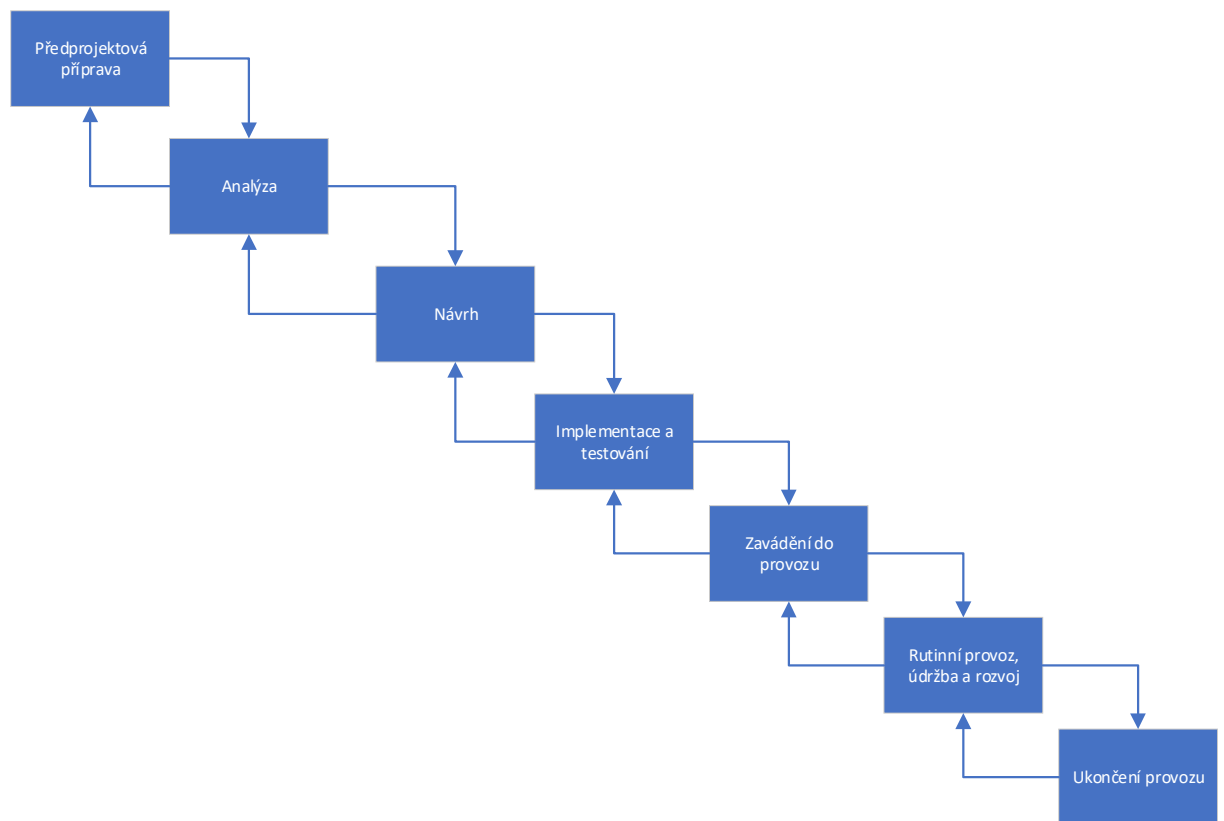 Předprojektová
příprava
Analýza
Návrh
Implementace a
testování
Zavádění do
provozu
Rutinní provoz,
údržba a rozvoj
Ukončení provozu